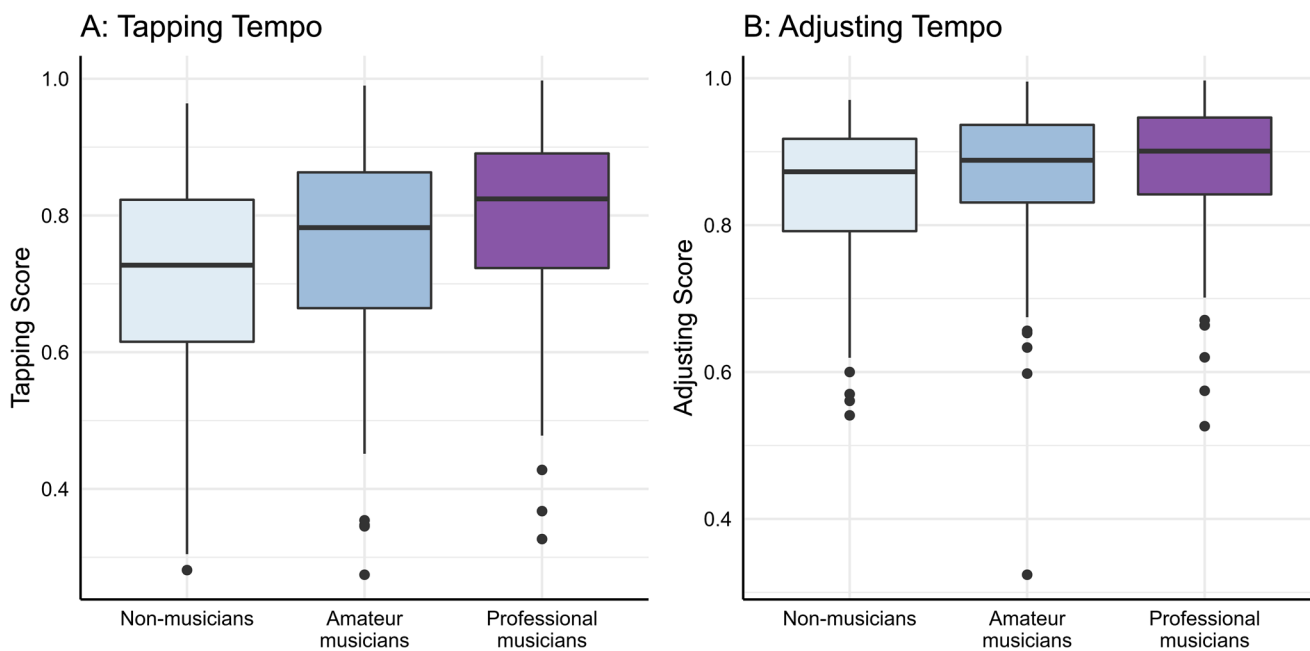 A: Tapping Tempo
Tapping Score
1.0
0.8
0.6
0.4
Non-musicians
Amateur
musicians
Professional
musicians
B: Adjusting Tempo
Adjusting Score
1.0
0.8
0.6
0.4
Non-musicians
Amateur
musicians
Professional
musicians